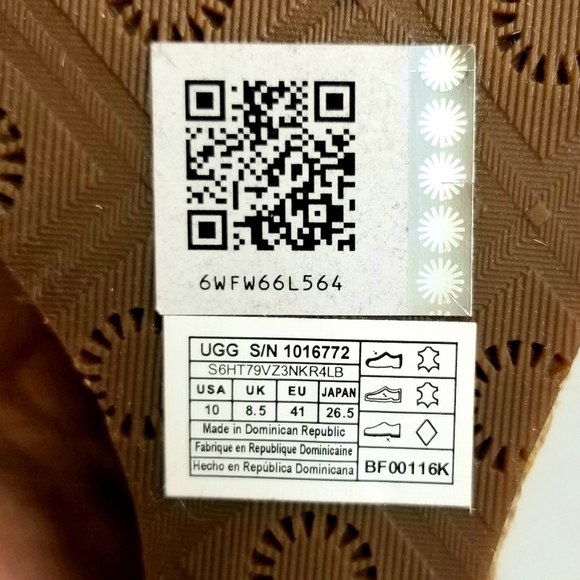 6WFW66L564
UGG S/N 1016772
S6HT79VZ3NKR4LB
USA UK EU JAPAN
10 8.5 41 26.5
Made in Dominican Republic
Fabrique en Republique Dominicaine
Hecho en República Dominicana
BF00116K